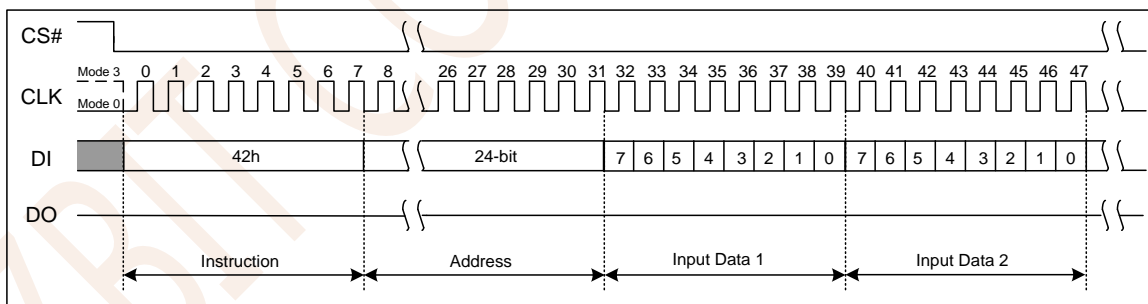 CS#
Mode 3 0 1 2 3 4 5 6 7 8 26 27 28 29 30 31 32 33 34 35 36 37 38 39 40 41 42 43 44 45 46 47
CLK
Mode 0
DI 42h 24-bit 7 6 5 4 3 2 1 0 7 6 5 4 3 2 1 0
DO
Instruction Address Input Data 1 Input Data 2
ZBIT CO